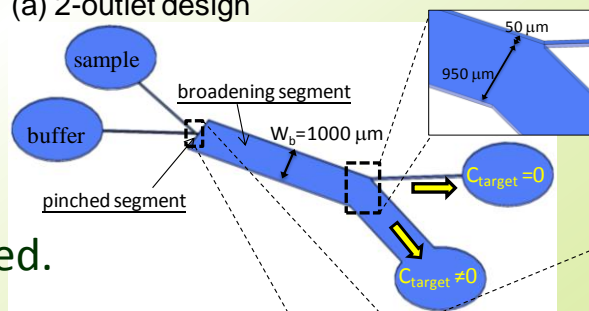 (a) 2-outlet design
50 µm
sample
950 µm
broadening segment
buffer
W_b=1000 µm
C_target=0
pinched segment
ed.
C_target≠0